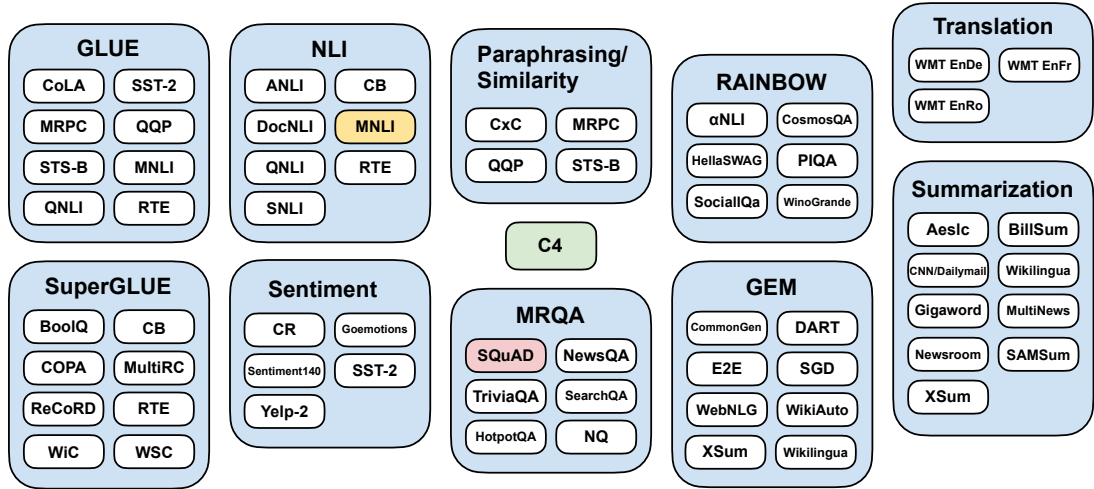 GLUE
CoLA
SST-2
MRPC
QQP
STS-B
MNLI
QNLI
RTE
NLI
ANLI
CB
DocNLI
MNLI
QNLI
RTE
SNLI
Paraphrasing/
Similarity
CxC
MRPC
QQP
STS-B
C4
RAINBOW
αNLI
CosmosQA
HellaSWAG
PIQA
SocialIQa
WinoGrande
Translation
WMT EnDe
WMT EnFr
WMT EnRo
SuperGLUE
BoolQ
CB
COPA
MultiRC
ReCoRD
RTE
WiC
WSC
Sentiment
CR
Goemotions
Sentiment140
SST-2
Yelp-2
MRQA
SQuAD
NewsQA
TriviaQA
SearchQA
HotpotQA
NQ
GEM
CommonGen
DART
E2E
SGD
WebNLG
WikiAuto
XSum
Wikilingua
Summarization
Aeslc
BillSum
CNN/Dailymail
Wikilingua
Gigaword
MultiNews
Newsroom
SAMSum
XSum